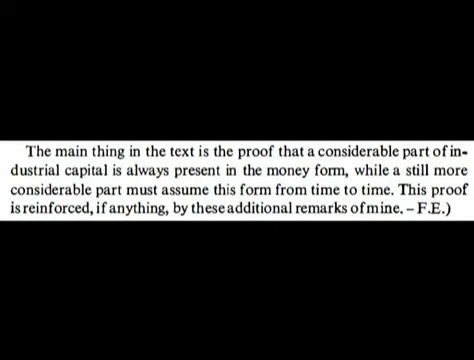 The main thing in the text is the proof that a considerable part of in-
dustrial capital is always present in the money form, while a still more
considerable part must assume this form from time to time. This proof
is reinforced, if anything, by these additional remarks of mine. – F.E.)